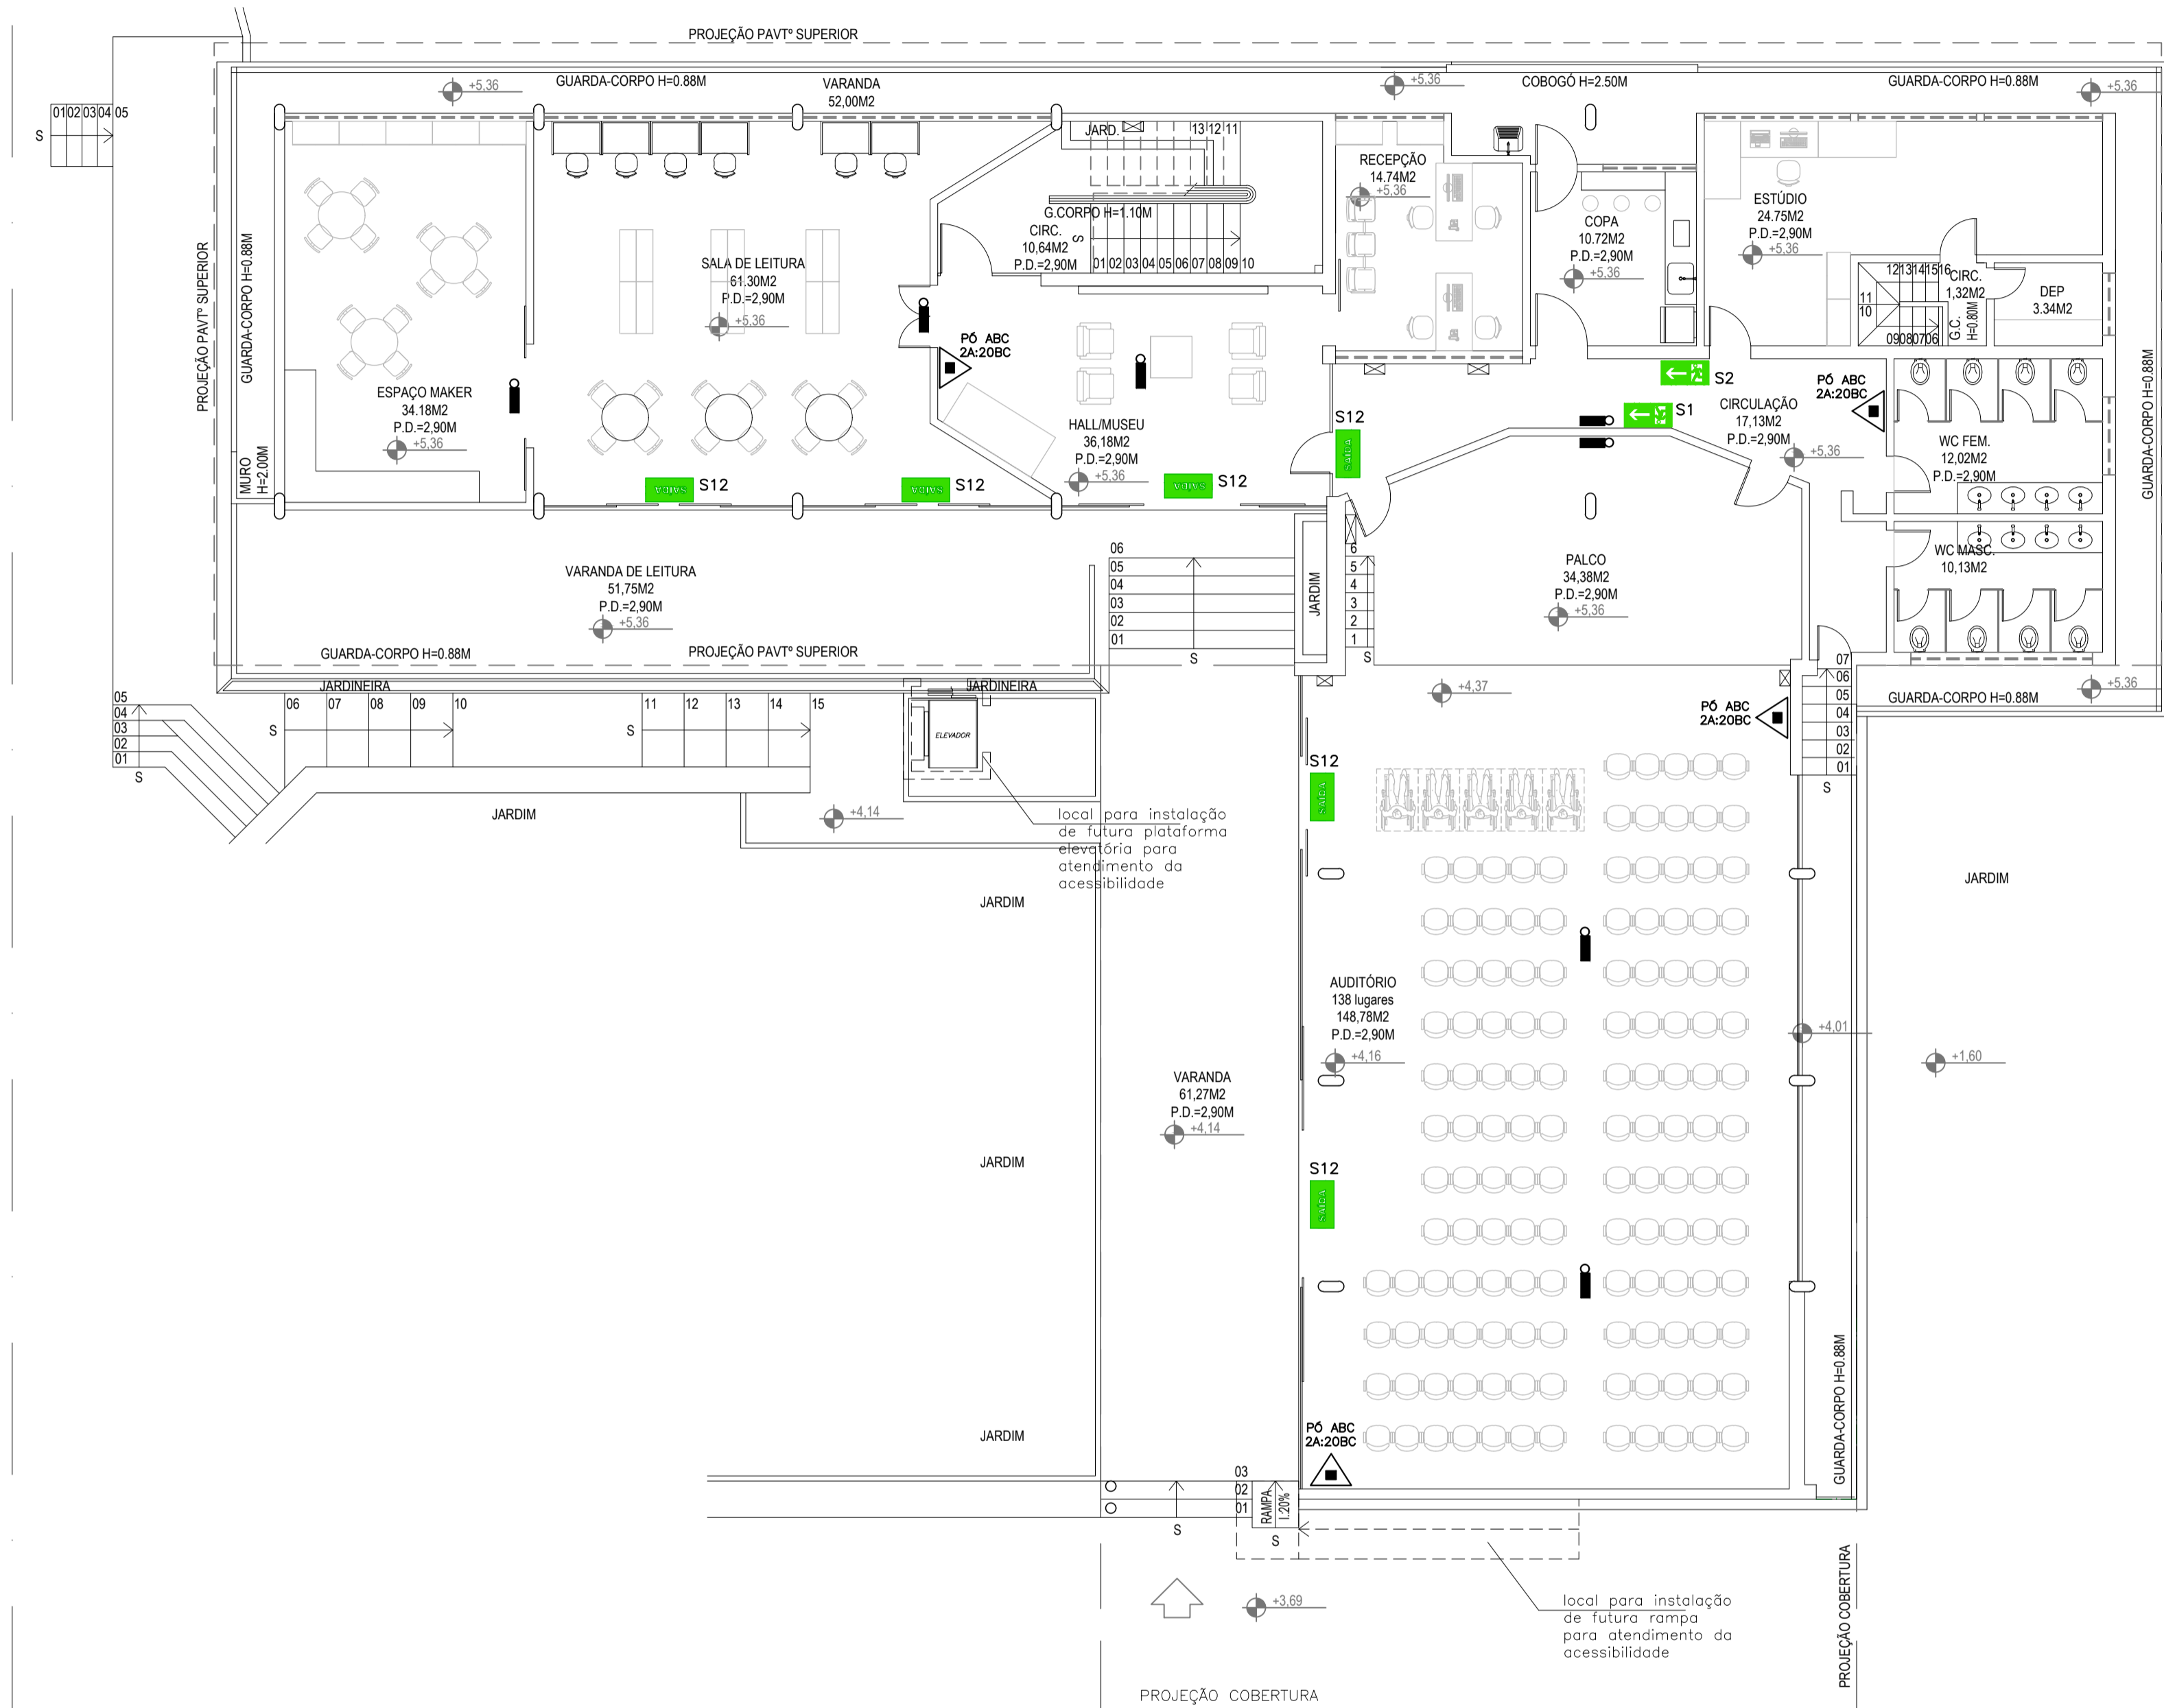 PROJEÇÃO PAVTº SUPERIOR
GUARDA-CORPO H=0.88M
VARANDA
52,00M2
+5,36
+5,36
COBOGÓ H=2.50M
GUARDA-CORPO H=0.88M
+5,36
01 02 03 04 05
S
PROJEÇÃO PAVTº SUPERIOR
GUARDA-CORPO H=0.88M
MURO
H=2.00M
ESPAÇO MAKER
34.18M2
P.D.=2,90M
+5,36
SALA DE LEITURA
61.30M2
P.D.=2,90M
+5,36
JARD.
13 12 11
G.CORPO H=1.10M
CIRC.
10,64M2
P.D.=2,90M
S
01 02 03 04 05 06 07 08 09 10
RECEPÇÃO
14.74M2
+5,36
COPA
10.72M2
P.D.=2,90M
+5,36
ESTÚDIO
24.75M2
P.D.=2,90M
+5,36
12 13 14 15 16
11
10
09 08 07 06
CIRC.
1,32M2
G.C.
H=0.80M
DEP
3.34M2
PÓ ABC
2A:20BC
HALL/MUSEU
36,18M2
P.D.=2,90M
+5,36
S2
S1
CIRCULAÇÃO
17,13M2
P.D.=2,90M
+5,36
PÓ ABC
2A:20BC
WC FEM.
12,02M2
P.D.=2,90M
WC MASC.
10,13M2
GUARDA-CORPO H=0.88M
S12
SAÍDA
SAÍDA
S12
SAÍDA
S12
SAÍDA
S12
VARANDA DE LEITURA
51,75M2
P.D.=2,90M
+5,36
GUARDA-CORPO H=0.88M
PROJEÇÃO PAVTº SUPERIOR
06
05
04
03
02
01
S
JARDIM
6
5
4
3
2
1
S
PALCO
34,38M2
P.D.=2,90M
+5,36
07
06
05
04
03
02
01
S
+5,36
GUARDA-CORPO H=0.88M
JARDINEIRA
JARDINEIRA
05
04
03
02
01
S
06 07 08 09 10
S
11 12 13 14 15
S
ELEVADOR
+4,37
PÓ ABC
2A:20BC
JARDIM
+4,14
local para instalação
de futura plataforma
elevatória para
atendimento da
acessibilidade
S12
SAÍDA
JARDIM
JARDIM
AUDITÓRIO
138 lugares
148,78M2
P.D.=2,90M
+4,16
+4,01
+1,60
VARANDA
61,27M2
P.D.=2,90M
+4,14
JARDIM
S12
SAÍDA
GUARDA-CORPO H=0.88M
JARDIM
PÓ ABC
2A:20BC
03
02
01
S
RAMPA
I.20%
S
+3,69
local para instalação
de futura rampa
para atendimento da
acessibilidade
PROJEÇÃO COBERTURA
PROJEÇÃO COBERTURA